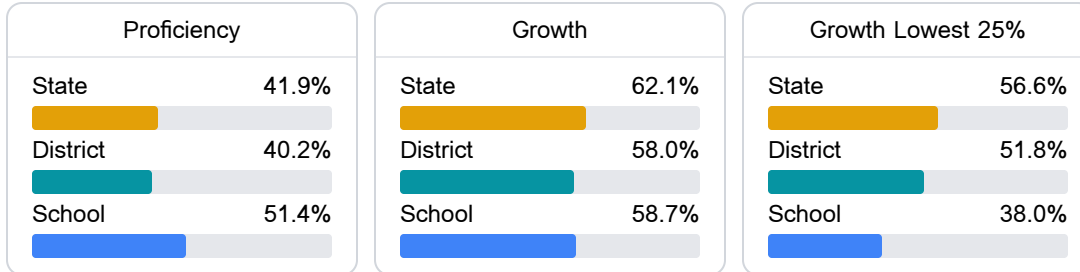 Proficiency
State 41.9%
District 40.2%
School 51.4%
Growth
State 62.1%
District 58.0%
School 58.7%
Growth Lowest 25%
State 56.6%
District 51.8%
School 38.0%